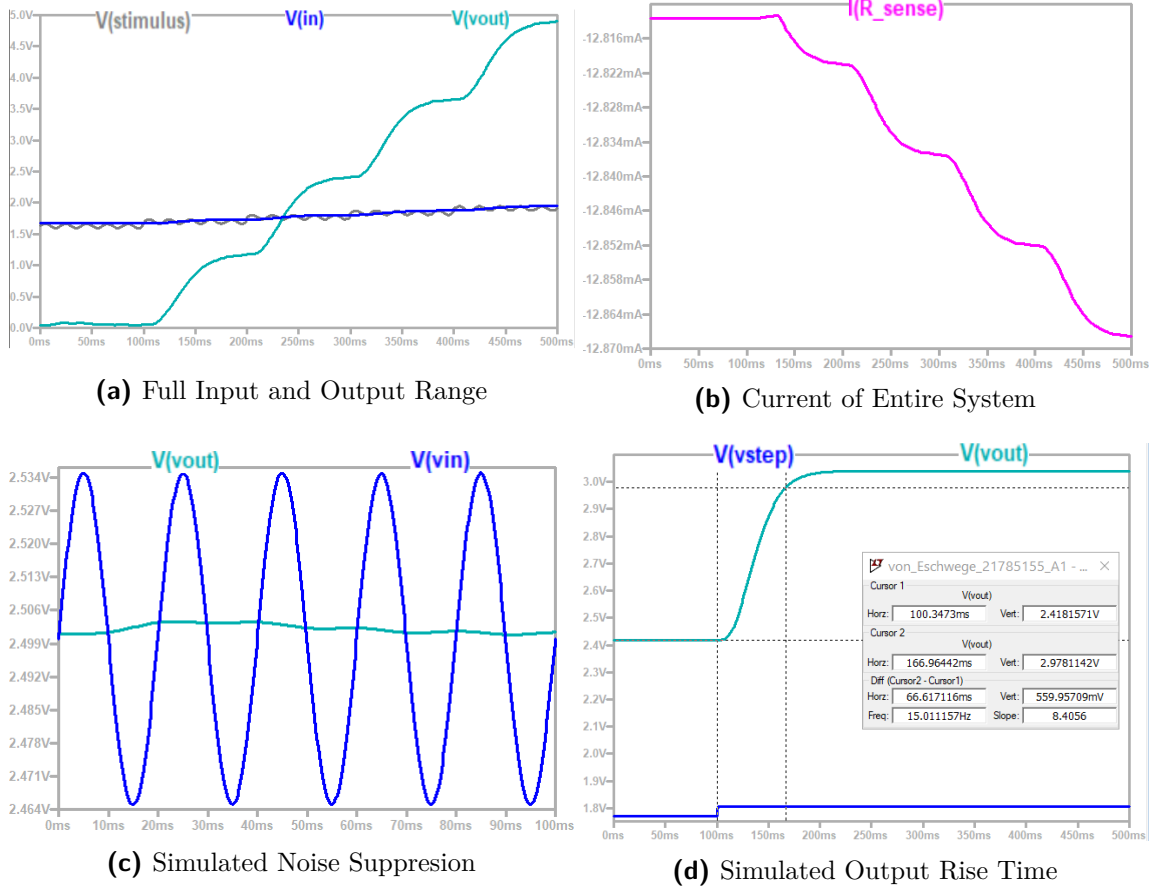 V(stimulus) V(in) V(vout)
5.0V
4.5V
4.0V
3.5V
3.0V
2.5V
2.0V
1.5V
1.0V
0.5V
0.0V
0ms 50ms 100ms 150ms 200ms 250ms 300ms 350ms 400ms 450ms 500ms
(a) Full Input and Output Range
I(R_sense)
-12.816mA
-12.822mA
-12.828mA
-12.834mA
-12.840mA
-12.846mA
-12.852mA
-12.858mA
-12.864mA
-12.870mA
0ms 50ms 100ms 150ms 200ms 250ms 300ms 350ms 400ms 450ms 500ms
(b) Current of Entire System
V(vout) V(vin)
2.534V
2.527V
2.520V
2.513V
2.506V
2.499V
2.492V
2.485V
2.478V
2.471V
2.464V
0ms 10ms 20ms 30ms 40ms 50ms 60ms 70ms 80ms 90ms 100ms
(c) Simulated Noise Suppresion
V(vstep) V(vout)
3.0V
2.8V
2.7V
2.5V
2.4V
2.2V
2.1V
1.9V
1.8V
0ms 50ms 100ms 150ms 200ms 250ms 300ms 350ms 400ms 450ms 500ms
von_Eschwege_21785155_A1 - ...
Cursor 1
V(vout)
Horz: 100.3473ms Vert: 2.4181571V
Cursor 2
V(vout)
Horz: 166.96442ms Vert: 2.9781142V
Diff (Cursor2 - Cursor1)
Horz: 66.617116ms Vert: 559.95709mV
Freq: 15.011157Hz Slope: 8.4056
(d) Simulated Output Rise Time